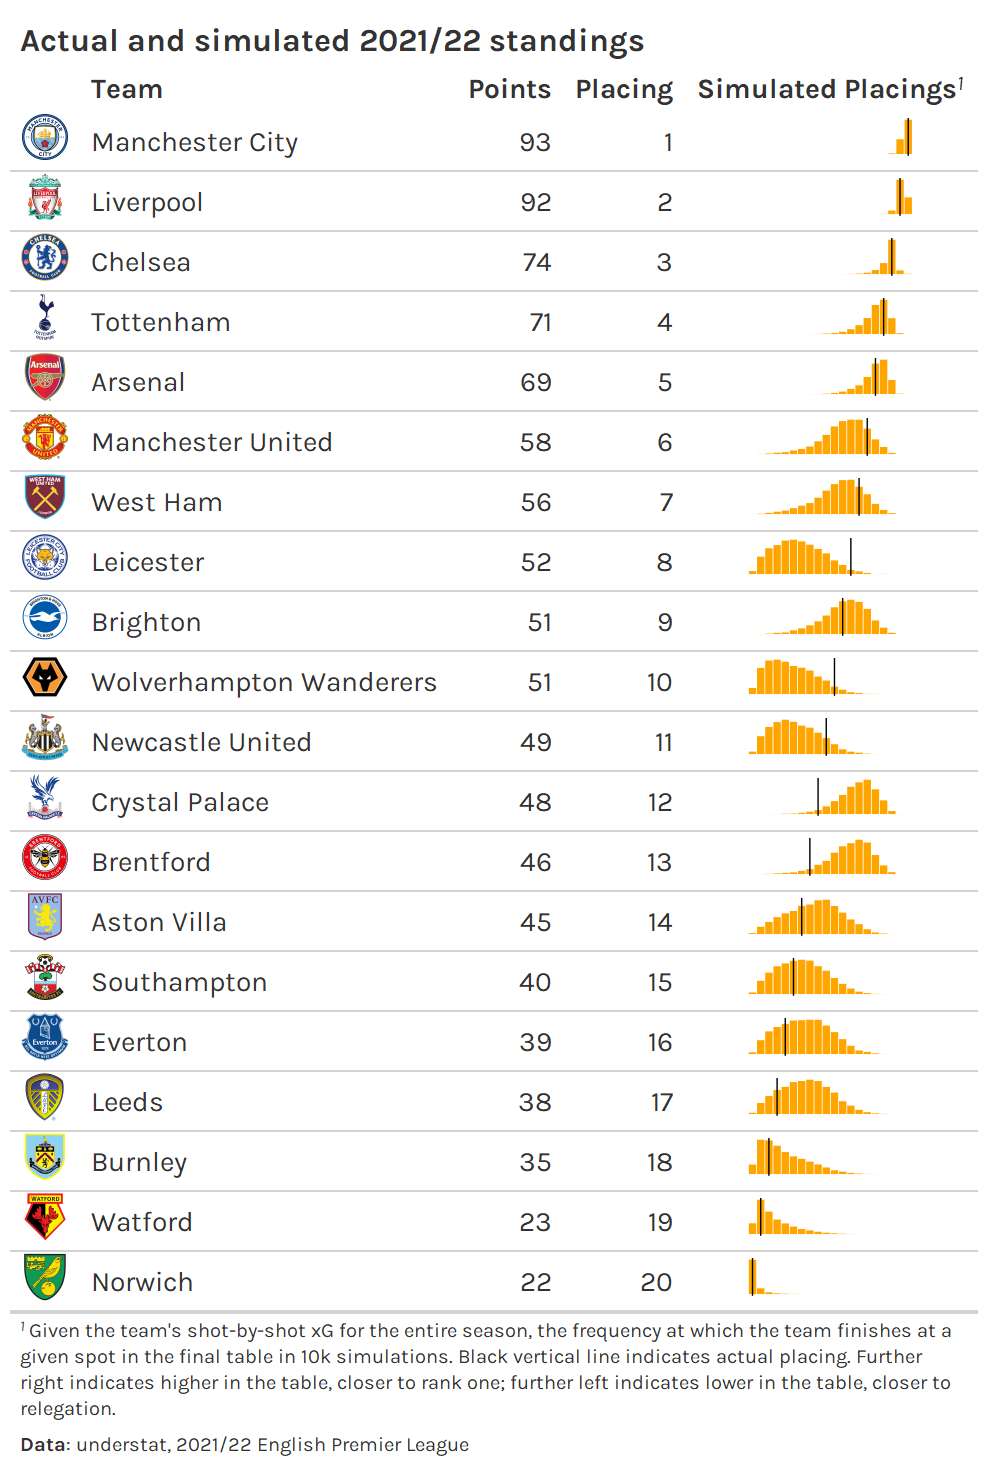 Actual and simulated 2021/22 standings
Team Points Placing Simulated Placings¹
Manchester City 93 1
Liverpool 92 2
Chelsea 74 3
Tottenham 71 4
Arsenal 69 5
Manchester United 58 6
West Ham 56 7
Leicester 52 8
Brighton 51 9
Wolverhampton Wanderers 51 10
Newcastle United 49 11
Crystal Palace 48 12
Brentford 46 13
Aston Villa 45 14
Southampton 40 15
Everton 39 16
Leeds 38 17
Burnley 35 18
Watford 23 19
Norwich 22 20
¹ Given the team's shot-by-shot xG for the entire season, the frequency at which the team finishes at a
given spot in the final table in 10k simulations. Black vertical line indicates actual placing. Further
right indicates higher in the table, closer to rank one; further left indicates lower in the table, closer to
relegation.
Data: understat, 2021/22 English Premier League